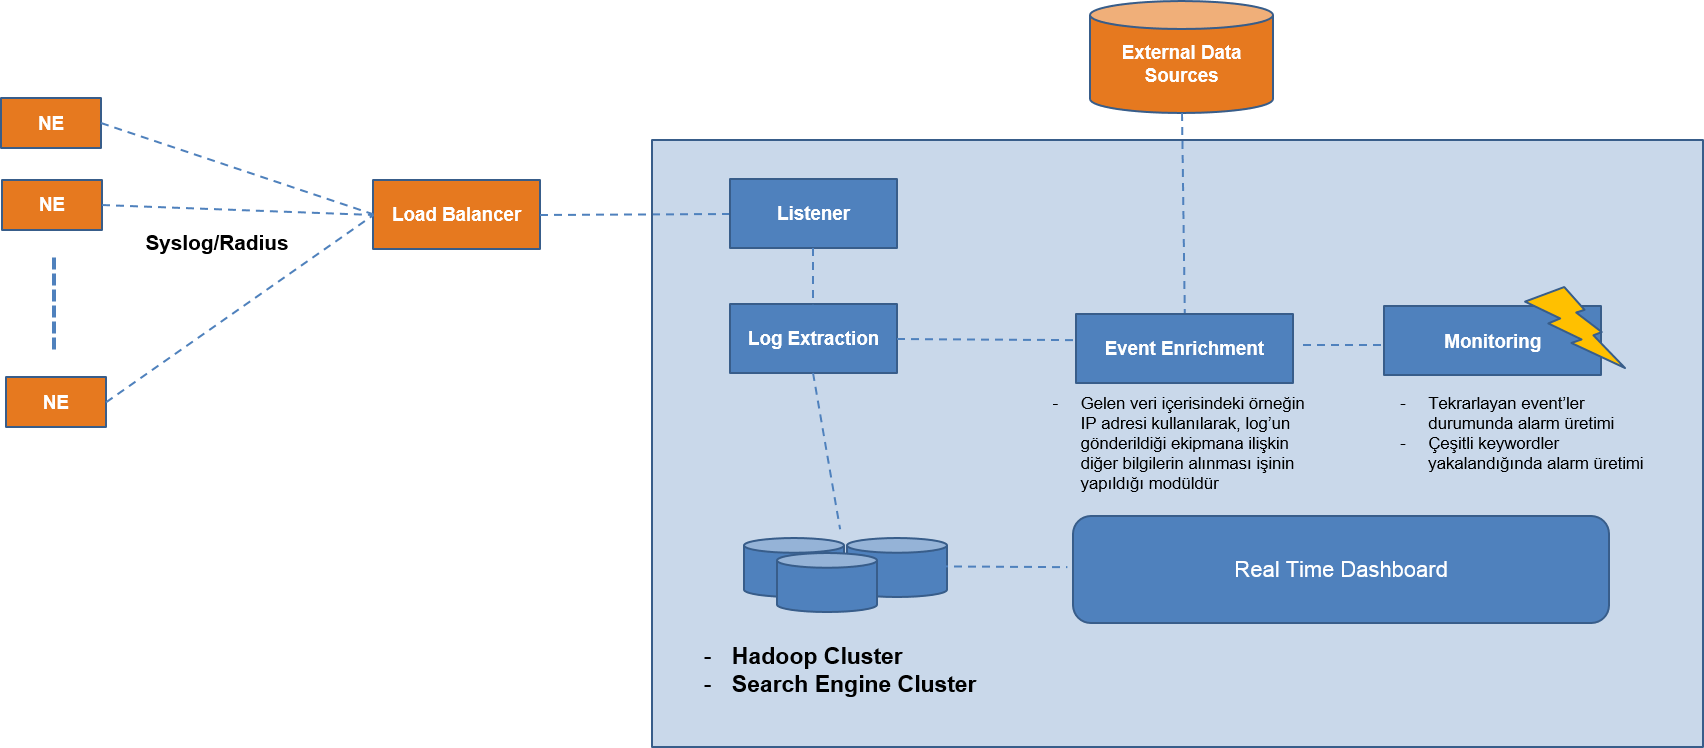 External Data
Sources
NE
NE
Syslog/Radius
NE
Load Balancer
Listener
Log Extraction
Event Enrichment
- Gelen veri içerisindeki örneğin
IP adresi kullanılarak, log’un
gönderildiği ekipmana ilişkin
diğer bilgilerin alınması işinin
yapıldığı modüldür
Monitoring
- Tekrarlayan event’ler
durumunda alarm üretimi
- Çeşitli keywordler
yakalandığında alarm üretimi
Real Time Dashboard
- Hadoop Cluster
- Search Engine Cluster